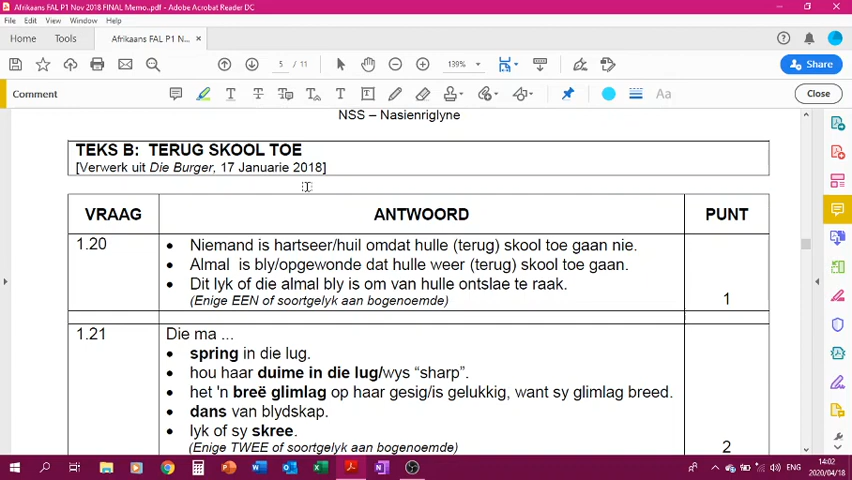 Afrikaans FAL P1 Nov 2018 FINAL Memo..pdf - Adobe Acrobat Reader DC
File Edit View Window Help
Home Tools Afrikaans FAL P1 N... ×
5 / 11 139% Share
Comment Aa Close
NSS – Nasienriglyne
TEKS B: TERUG SKOOL TOE
[Verwerk uit Die Burger, 17 Januarie 2018]
VRAAG ANTWOORD PUNT
1.20 • Niemand is hartseer/huil omdat hulle (terug) skool toe gaan nie.
• Almal is bly/opgewonde dat hulle weer (terug) skool toe gaan.
• Dit lyk of die almal bly is om van hulle ontslae te raak.
(Enige EEN of soortgelyk aan bogenoemde) 1
1.21 Die ma ...
• spring in die lug.
• hou haar duime in die lug/wys “sharp”.
• het 'n breë glimlag op haar gesig/is gelukkig, want sy glimlag breed.
• dans van blydskap.
• lyk of sy skree.
(Enige TWEE of soortgelyk aan bogenoemde) 2
ENG 14:02
2020/04/18